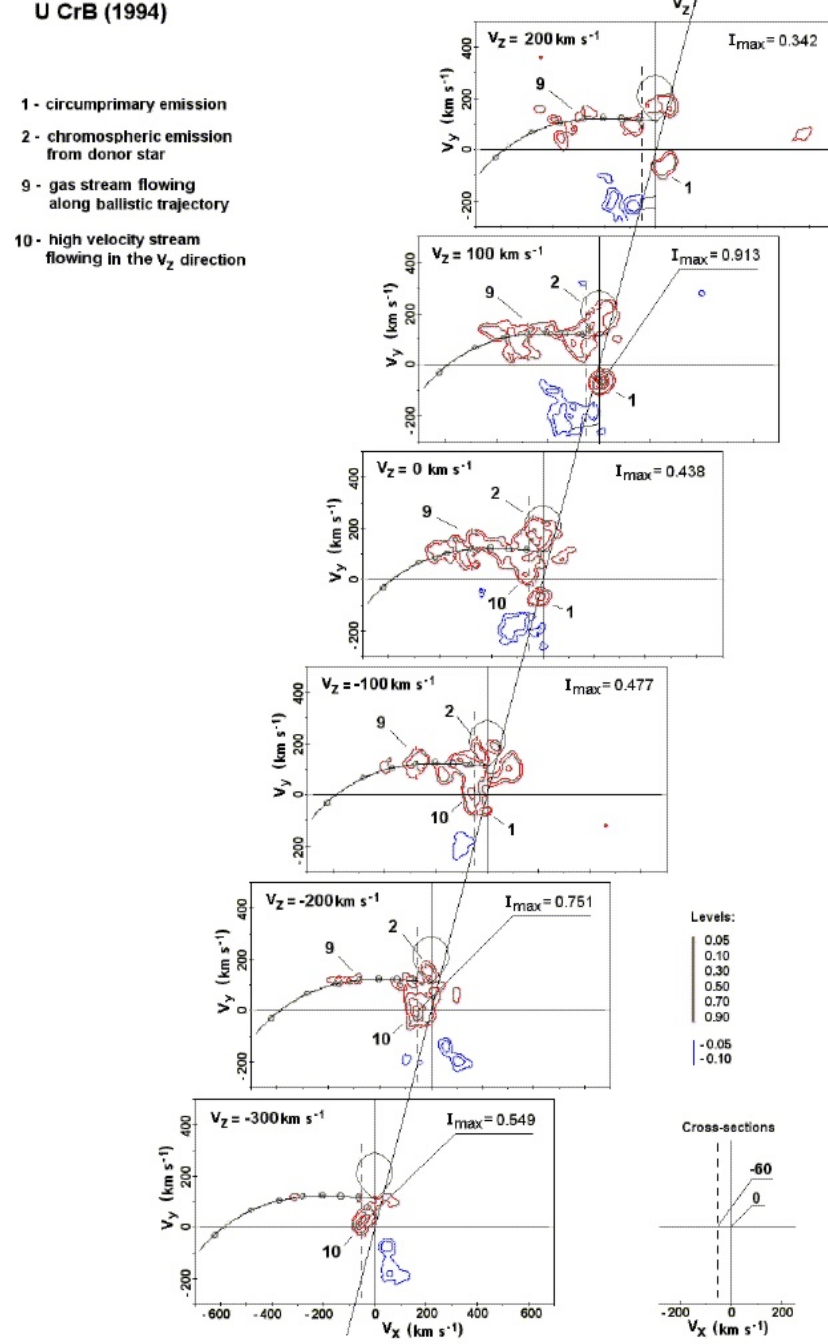 U CrB (1994)
1 - circumprimary emission
2 - chromospheric emission
from donor star
9 - gas stream flowing
along ballistic trajectory
10 - high velocity stream
flowing in the VZ direction
VZ
VZ = 200 km s-1
Imax = 0.342
9
1
Vy (km s-1)
400
200
0
-200
VZ = 100 km s-1
Imax = 0.913
2
9
1
Vy (km s-1)
400
200
0
-200
VZ = 0 km s-1
Imax = 0.438
2
9
10
1
Vy (km s-1)
400
200
0
-200
VZ = -100 km s-1
Imax = 0.477
2
9
10
1
Vy (km s-1)
400
200
0
-200
VZ = -200 km s-1
Imax = 0.751
2
9
10
Vy (km s-1)
400
200
0
-200
Levels:
0.05
0.10
0.30
0.50
0.70
0.90
-0.05
-0.10
VZ = -300 km s-1
Imax = 0.549
10
Vy (km s-1)
400
200
0
-200
-600 -400 -200 0 200 400 600
Vx (km s-1)
Cross-sections
-60
0
-200 0 200
Vx (km s-1)